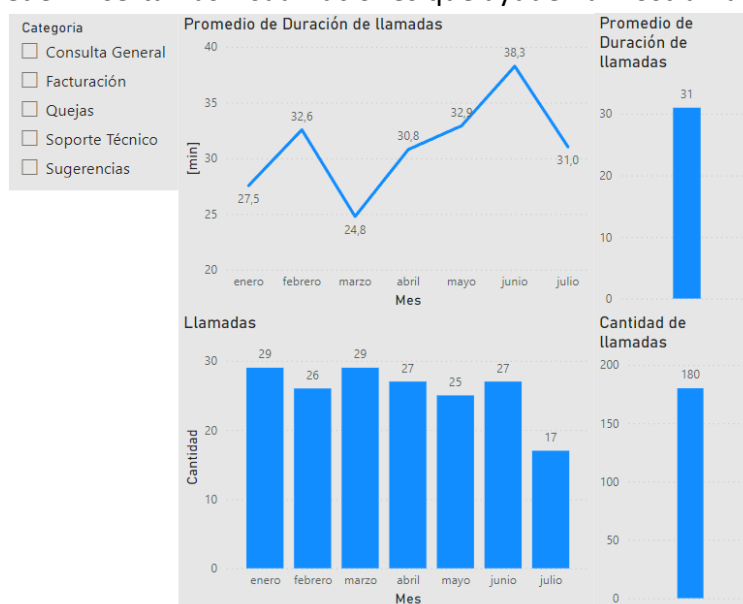 Categoria
Consulta General
Facturación
Quejas
Soporte Técnico
Sugerencias
Promedio de Duración de llamadas
40
35
30
25
20
[min]
27,5
32,6
24,8
30,8
32,9
38,3
31,0
enero febrero marzo abril mayo junio julio
Mes
Promedio de
Duración de
llamadas
30
20
10
0
31
Llamadas
30
20
10
0
Cantidad
29
26
29
27
25
27
17
enero febrero marzo abril mayo junio julio
Mes
Cantidad de
llamadas
200
150
100
50
0
180